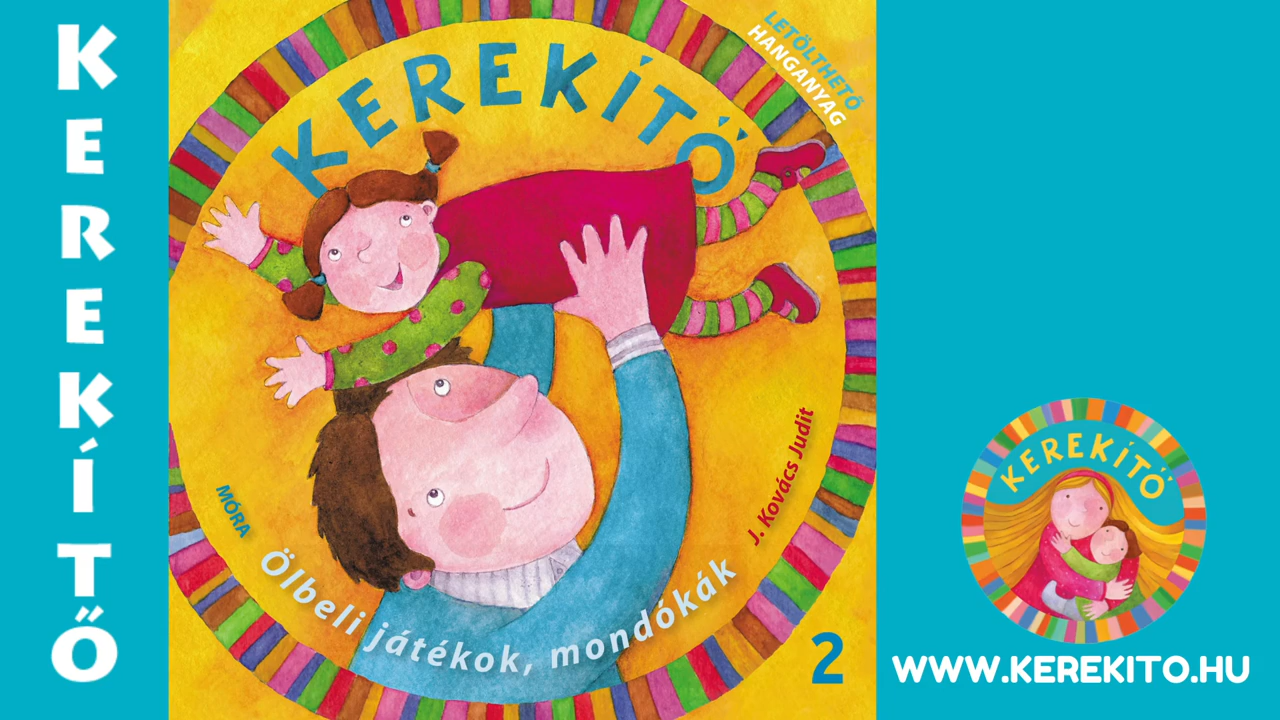 KEREKÍTŐ
KEREKÍTŐ
LETÖLTHETŐ
HANGANYAG
MÓRA
J. Kovács Judit
Ölbeli játékok, mondókák
2
KEREKÍTŐ
WWW.KEREKITO.HU